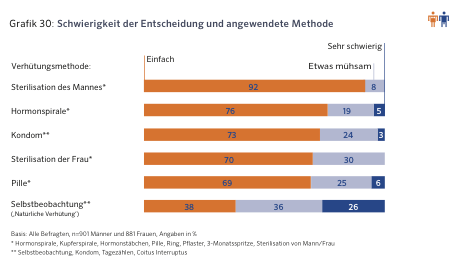 Grafik 30: Schwierigkeit der Entscheidung und angewendete Methode
Sehr schwierig
Einfach
Verhütungsmethode:
Etwas mühsam
Sterilisation des Mannes*
92
8
Hormonspirale*
76
19
5
Kondom**
73
24
3
Sterilisation der Frau*
70
30
Pille*
69
25
6
Selbstbeobachtung**
(‚Natürliche Verhütung‘)
38
36
26
Basis: Alle Befragten, n=901 Männer und 881 Frauen, Angaben in %
* Hormonspirale, Kupferspirale, Hormonstäbchen, Pille, Ring, Pflaster, 3-Monatsspritze, Sterilisation von Mann/Frau
** Selbstbeobachtung, Kondom, Tagezählen, Coitus Interruptus